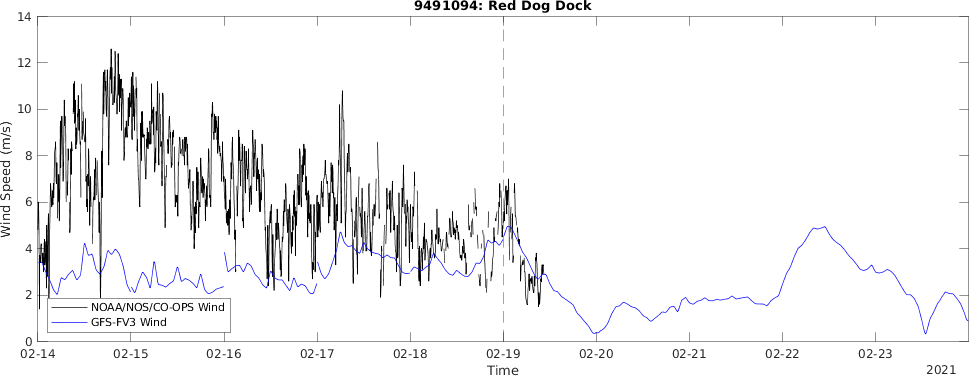 9491094: Red Dog Dock
14
12
10
8
6
4
2
0
Wind Speed (m/s)
NOAA/NOS/CO-OPS Wind
GFS-FV3 Wind
02-14 02-15 02-16 02-17 02-18 02-19 02-20 02-21 02-22 02-23
Time
2021